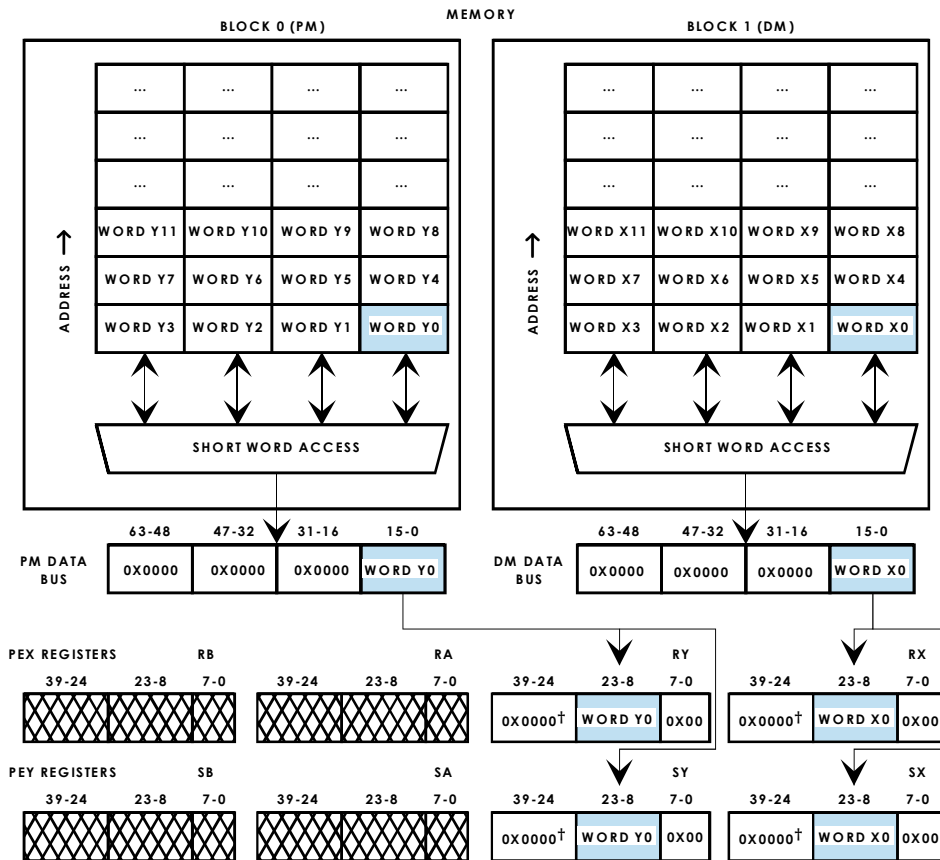 MEMORY
BLOCK 0 (PM) BLOCK 1 (DM)
... ... ... ... ... ... ... ...
... ... ... ... ... ... ... ...
... ... ... ... ... ... ... ...
WORD Y11 WORD Y10 WORD Y9 WORD Y8 WORD X11 WORD X10 WORD X9 WORD X8
WORD Y7 WORD Y6 WORD Y5 WORD Y4 WORD X7 WORD X6 WORD X5 WORD X4
WORD Y3 WORD Y2 WORD Y1 WORD Y0 WORD X3 WORD X2 WORD X1 WORD X0
ADDRESS ADDRESS
SHORT WORD ACCESS SHORT WORD ACCESS
63-48 47-32 31-16 15-0 63-48 47-32 31-16 15-0
PM DATA BUS 0X0000 0X0000 0X0000 WORD Y0 DM DATA BUS 0X0000 0X0000 0X0000 WORD X0
PEX REGISTERS RB RA RY RX
39-24 23-8 7-0 39-24 23-8 7-0 39-24 23-8 7-0 39-24 23-8 7-0
0X0000† WORD Y0 0X00 0X0000† WORD X0 0X00
PEY REGISTERS SB SA SY SX
39-24 23-8 7-0 39-24 23-8 7-0 39-24 23-8 7-0 39-24 23-8 7-0
0X0000† WORD Y0 0X00 0X0000† WORD X0 0X00